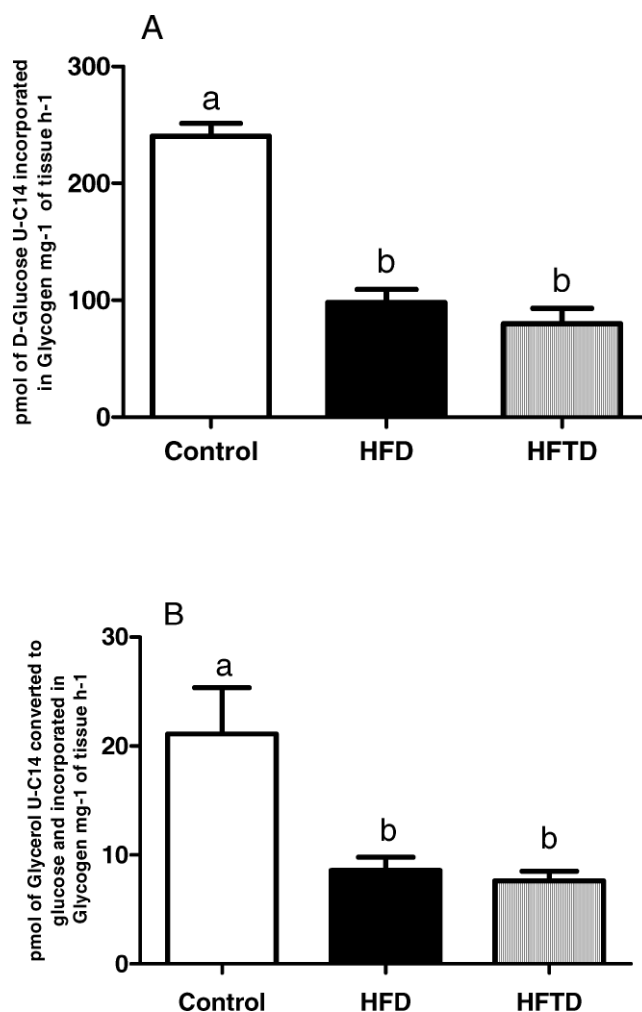 A
pmol of D-Glucose U-C14 incorporated
in Glycogen mg-1 of tissue h-1
300
200
100
0
a
b
b
Control HFD HFTD
B
pmol of Glycerol U-C14 converted to
glucose and incorporated in
Glycogen mg-1 of tissue h-1
30
20
10
0
a
b
b
Control HFD HFTD